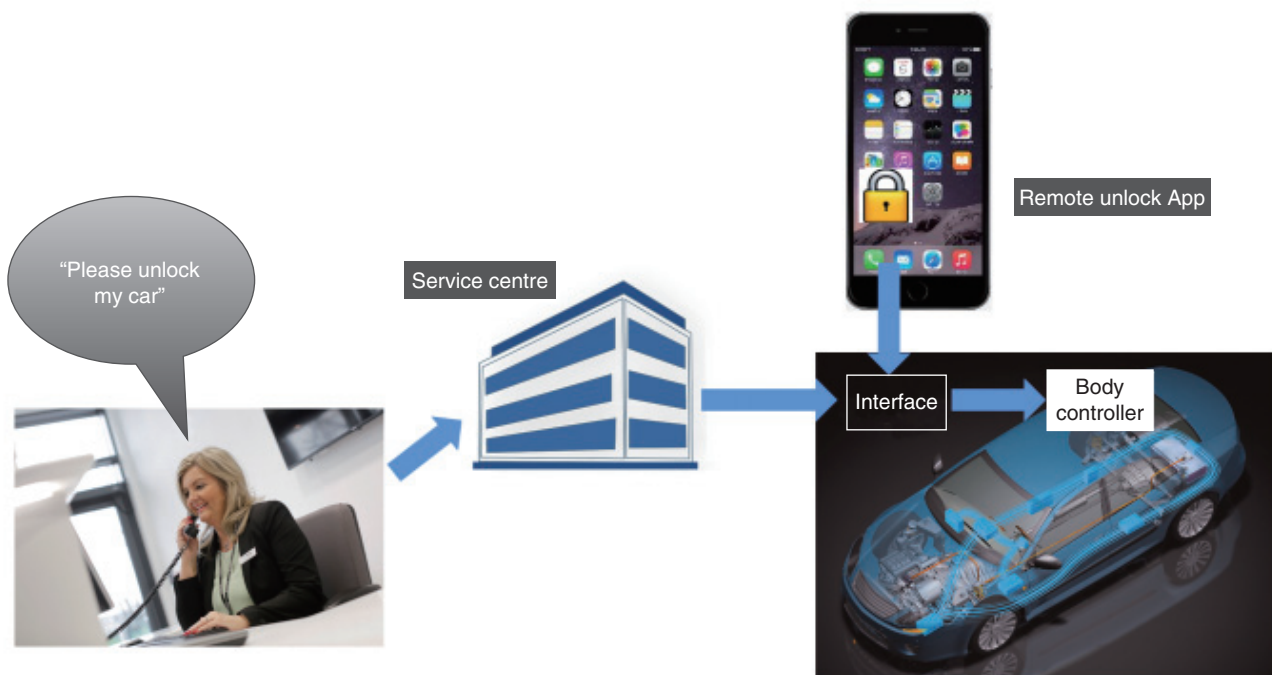 “Please unlock
my car”
Service centre
Remote unlock App
Interface
Body
controller